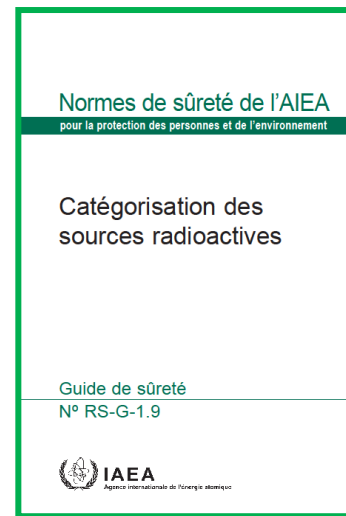 Normes de sûreté de l'AIEA
pour la protection des personnes et de l'environnement
Catégorisation des
sources radioactives
Guide de sûreté
Nº RS-G-1.9
IAEA
Agence internationale de l'énergie atomique